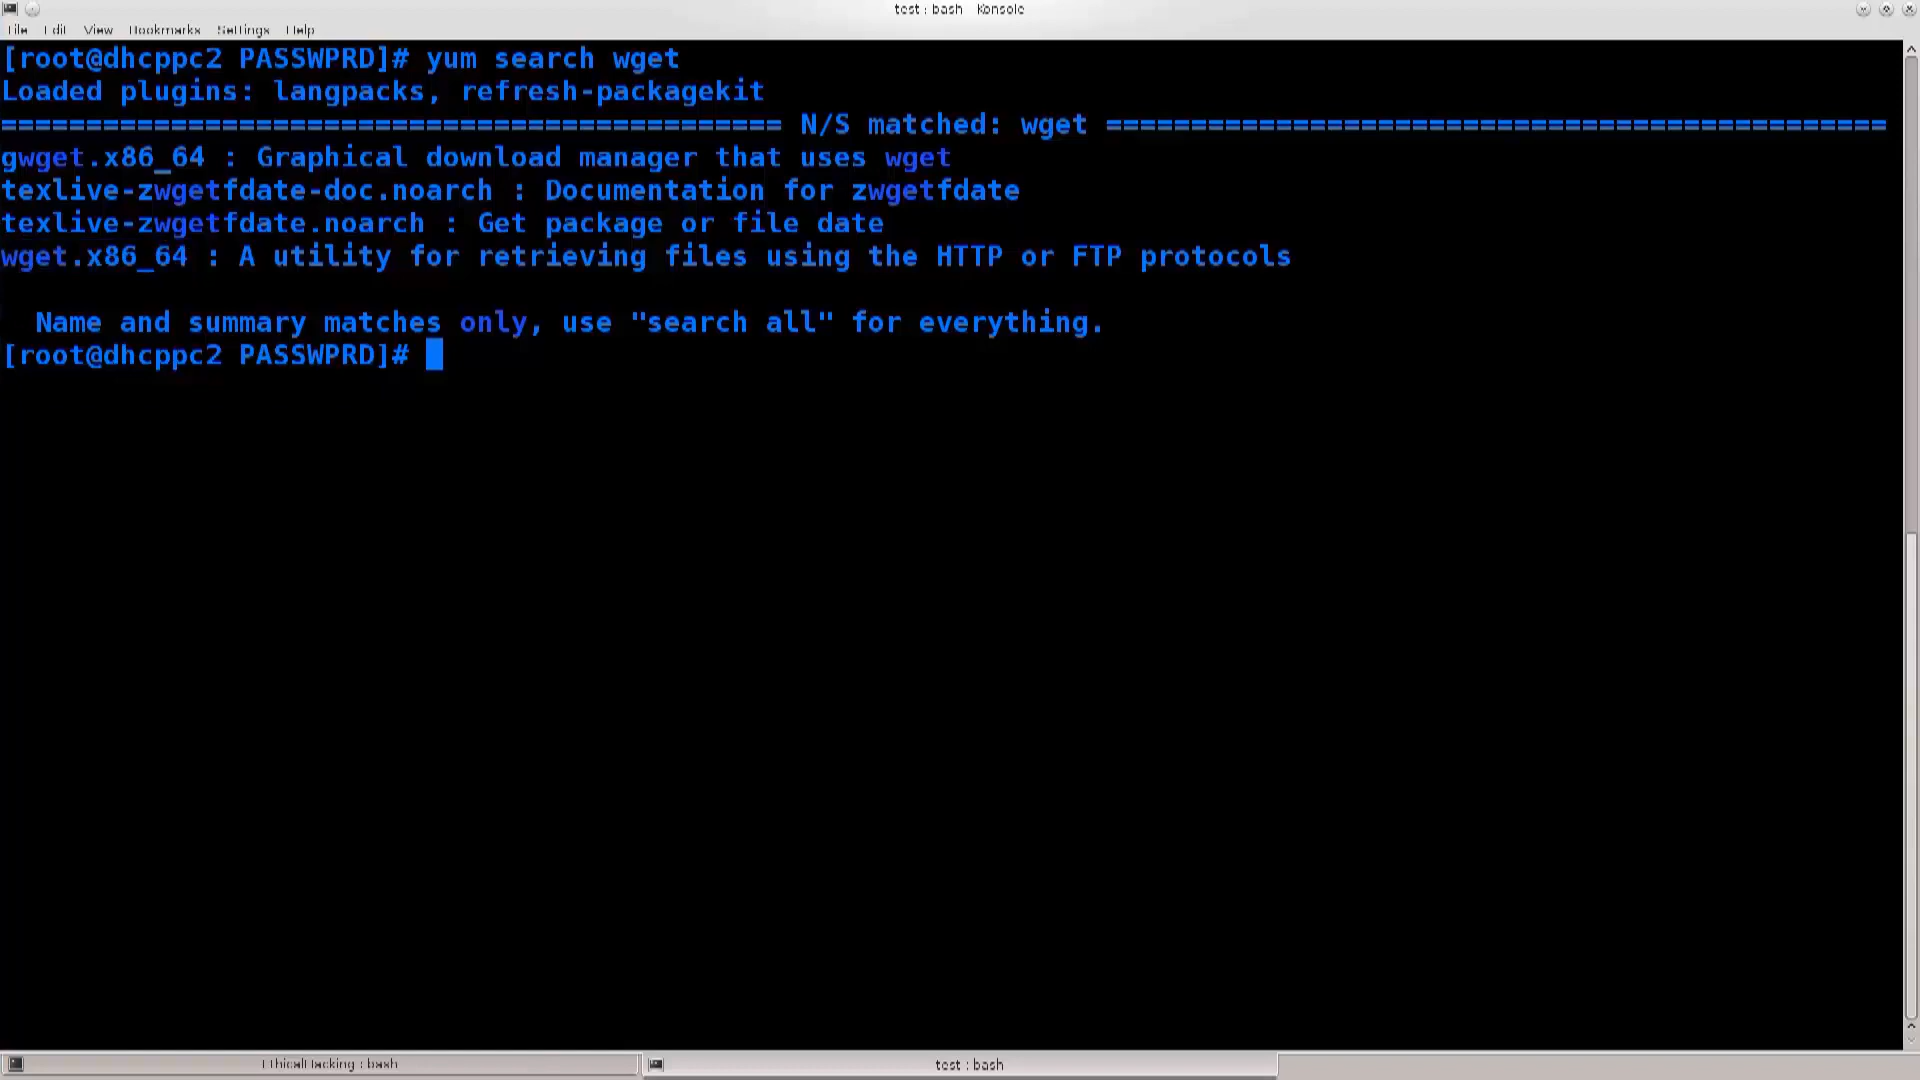 test : bash Konsole
File Edit View Bookmarks Settings Help
[root@dhcppc2 PASSWPRD]# yum search wget
Loaded plugins: langpacks, refresh-packagekit
============================================== N/S matched: wget ==============================================
gwget.x86_64 : Graphical download manager that uses wget
texlive-zwgetfdate-doc.noarch : Documentation for zwgetfdate
texlive-zwgetfdate.noarch : Get package or file date
wget.x86_64 : A utility for retrieving files using the HTTP or FTP protocols
Name and summary matches only, use "search all" for everything.
[root@dhcppc2 PASSWPRD]#
EthicalHacking : bash
test : bash